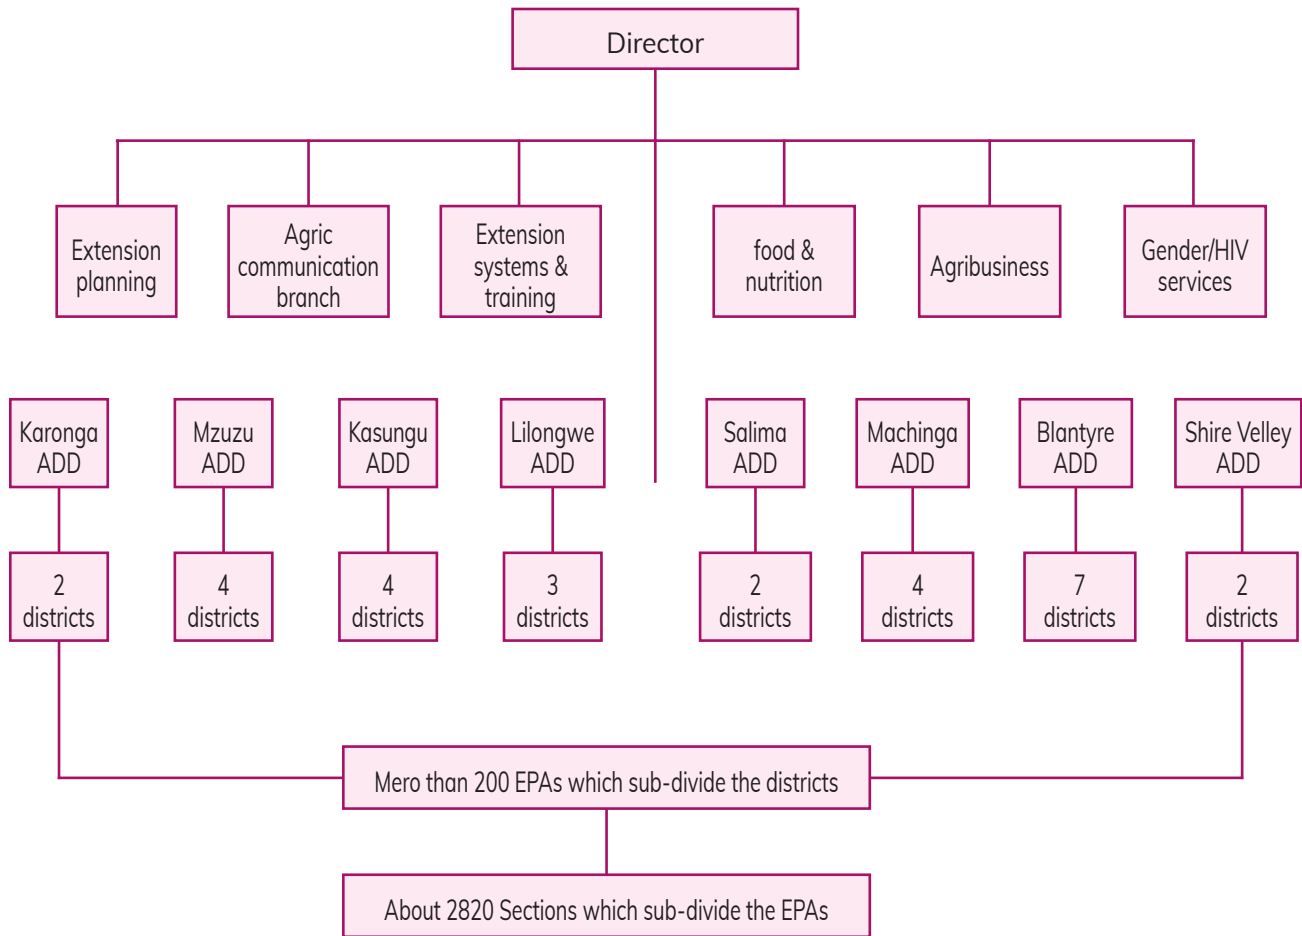 Director
Extension
planning
Agric
communication
branch
Extension
systems &
training
food &
nutrition
Agribusiness
Gender/HIV
services
Karonga
ADD
Mzuzu
ADD
Kasungu
ADD
Lilongwe
ADD
Salima
ADD
Machinga
ADD
Blantyre
ADD
Shire Velley
ADD
2
districts
4
districts
4
districts
3
districts
2
districts
4
districts
7
districts
2
districts
Mero than 200 EPAs which sub-divide the districts
About 2820 Sections which sub-divide the EPAs